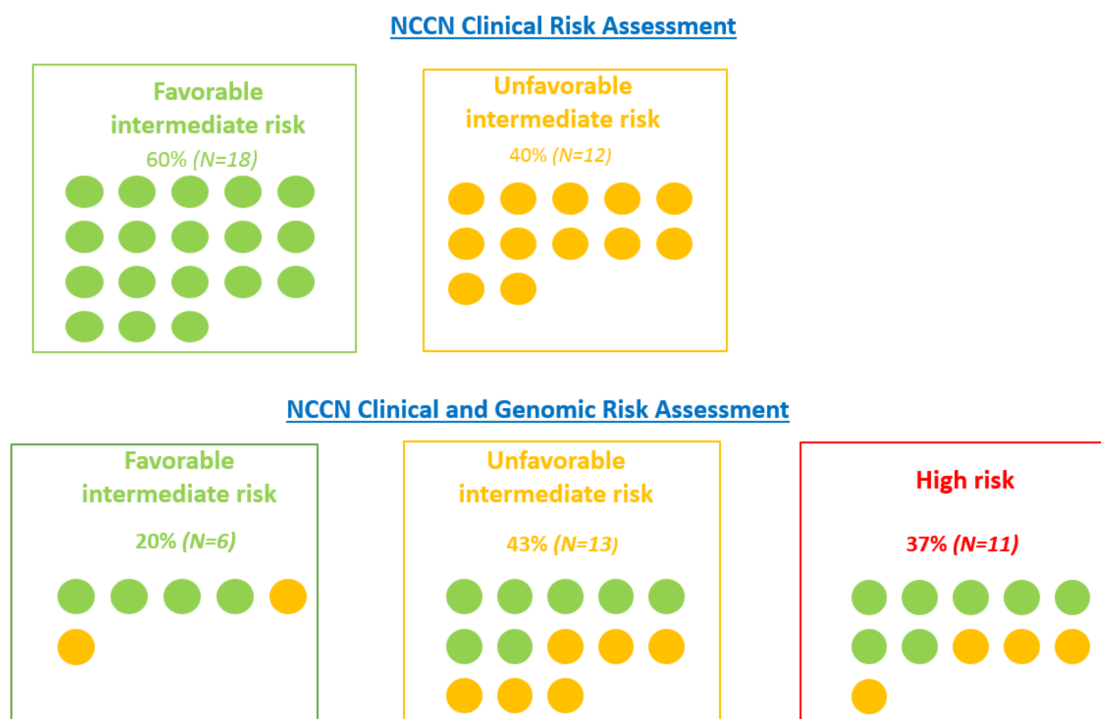 NCCN Clinical Risk Assessment
Favorable
intermediate risk
60% (N=18)
Unfavorable
intermediate risk
40% (N=12)
NCCN Clinical and Genomic Risk Assessment
Favorable
intermediate risk
20% (N=6)
Unfavorable
intermediate risk
43% (N=13)
High risk
37% (N=11)